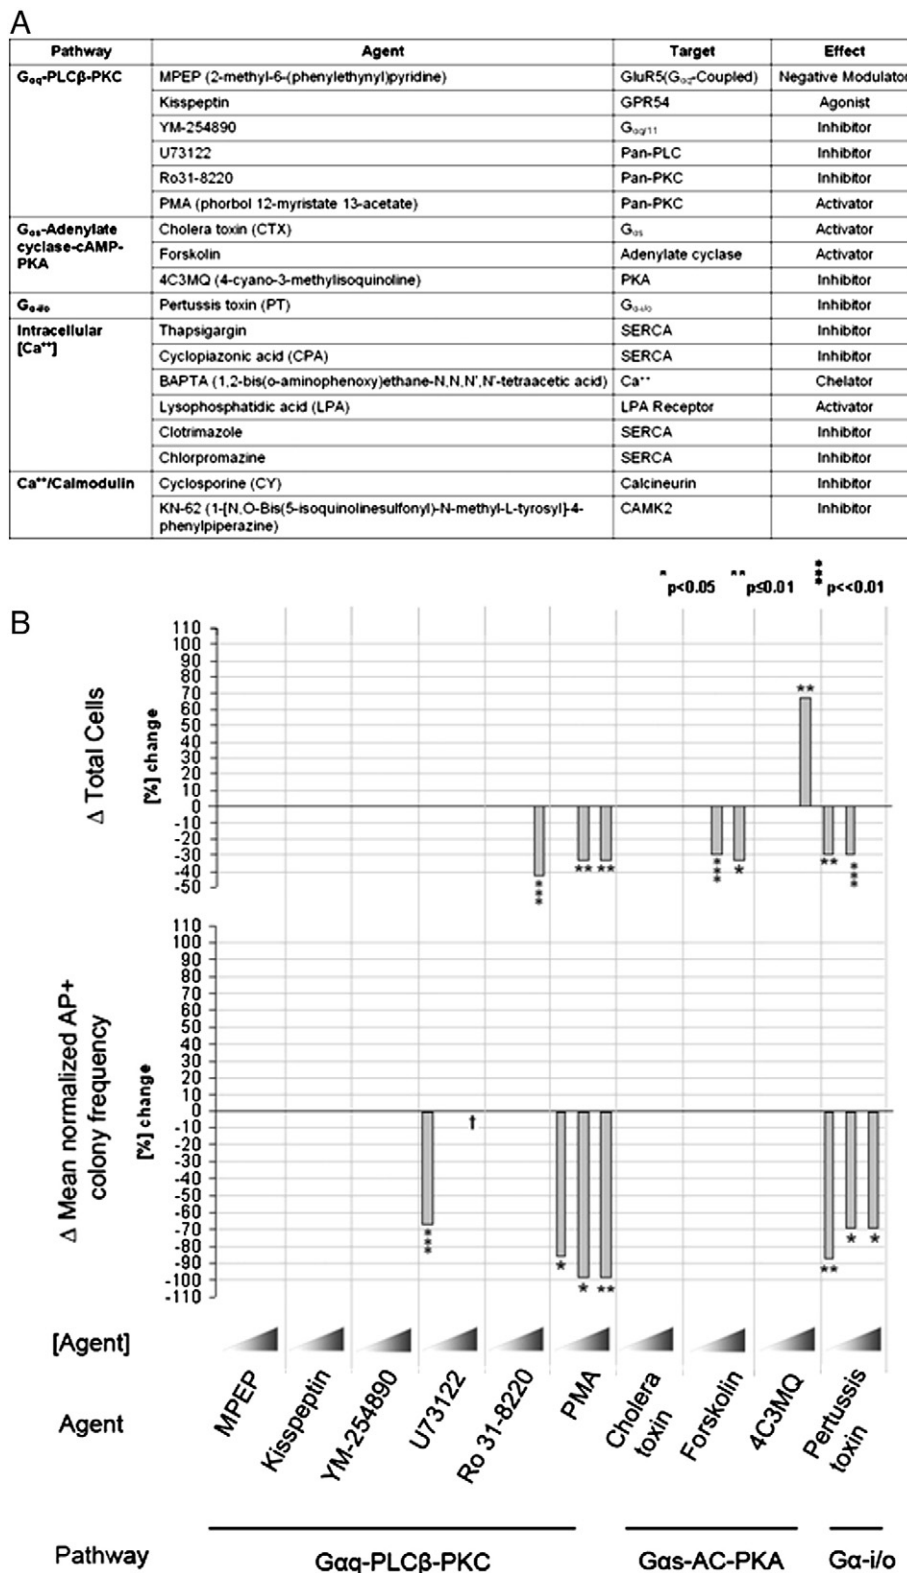 A
Pathway Agent Target Effect
Gαq-PLCβ-PKC MPEP (2-methyl-6-(phenylethynyl)pyridine) GluR5(Gαq-Coupled) Negative Modulator
Kisspeptin GPR54 Agonist
YM-254890 Gαq/11 Inhibitor
U73122 Pan-PLC Inhibitor
Ro31-8220 Pan-PKC Inhibitor
PMA (phorbol 12-myristate 13-acetate) Pan-PKC Activator
Gαs-Adenylate cyclase-cAMP-PKA Cholera toxin (CTX) Gαs Activator
Forskolin Adenylate cyclase Activator
4C3MQ (4-cyano-3-methylisoquinoline) PKA Inhibitor
Gα-i/o Pertussis toxin (PT) Gα-i/o Inhibitor
Intracellular [Ca++] Thapsigargin SERCA Inhibitor
Cyclopiazonic acid (CPA) SERCA Inhibitor
BAPTA (1,2-bis(o-aminophenoxy)ethane-N,N,N',N'-tetraacetic acid) Ca++ Chelator
Lysophosphatidic acid (LPA) LPA Receptor Activator
Clotrimazole SERCA Inhibitor
Chlorpromazine SERCA Inhibitor
Ca++/Calmodulin Cyclosporine (CY) Calcineurin Inhibitor
KN-62 (1-[N,O-Bis(5-isoquinolinesulfonyl)-N-methyl-L-tyrosyl]-4-phenylpiperazine) CAMK2 Inhibitor
* p<0.05 ** p≤0.01 *** p<<0.01
B
Δ Total Cells
[%] change
110
100
90
80
70
60
50
40
30
20
10
0
-10
-20
-30
-40
-50
**
*** ** ** *** * ** ***
Δ Mean normalized AP+ colony frequency
[%] change
110
100
90
80
70
60
50
40
30
20
10
0
-10
-20
-30
-40
-50
-60
-70
-80
-90
-100
-110
†
*** * * ** ** * *
[Agent]
Agent
MPEP
Kisspeptin
YM-254890
U73122
Ro 31-8220
PMA
Cholera toxin
Forskolin
4C3MQ
Pertussis toxin
Pathway Gαq-PLCβ-PKC Gαs-AC-PKA Gα-i/o